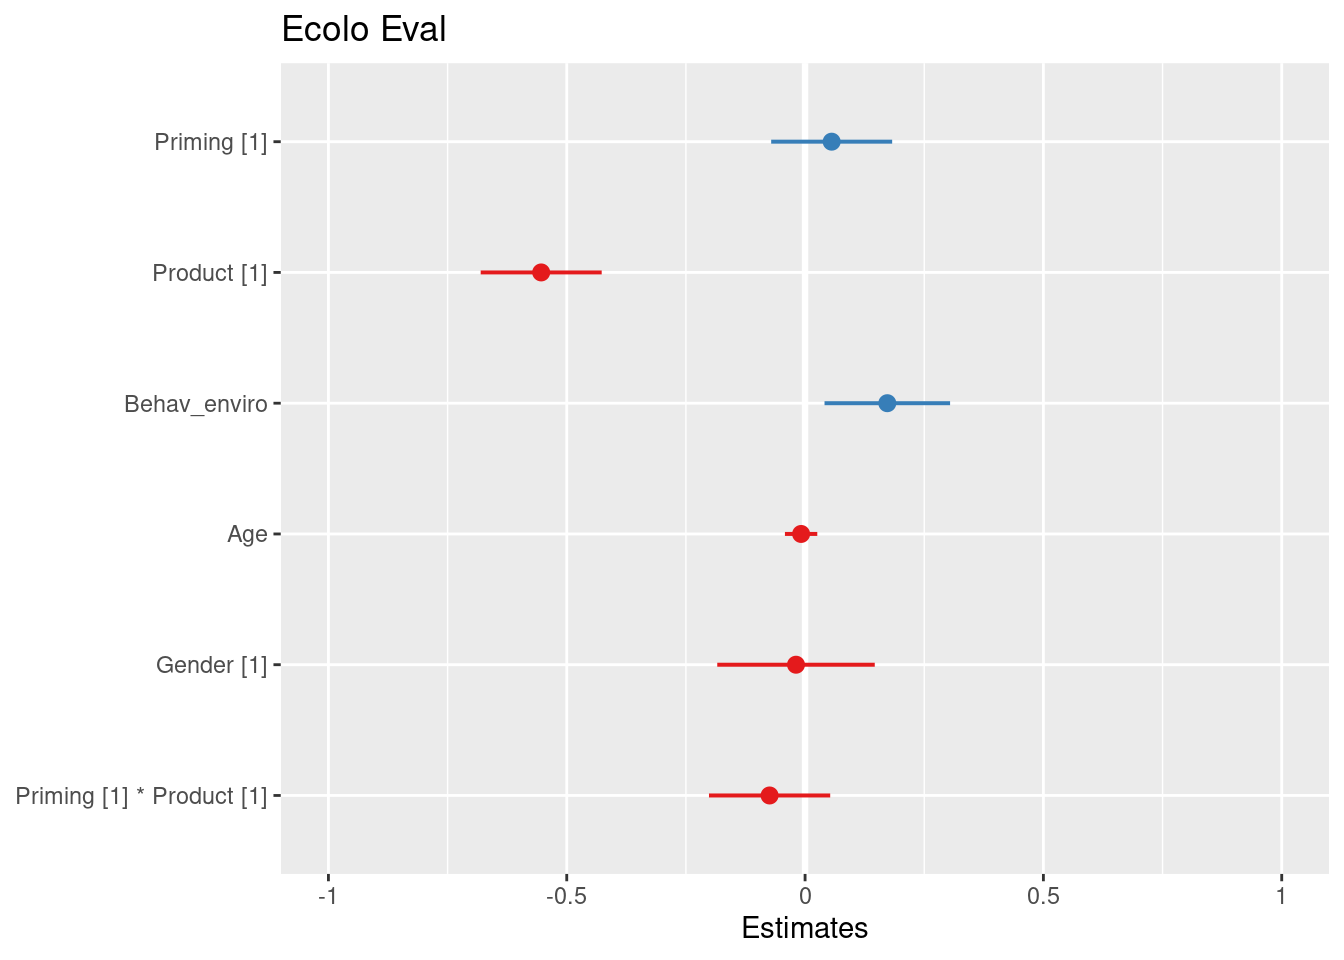 Ecolo Eval
Priming [1]
Product [1]
Behav_enviro
Age
Gender [1]
Priming [1] * Product [1]
-1 -0.5 0 0.5 1
Estimates